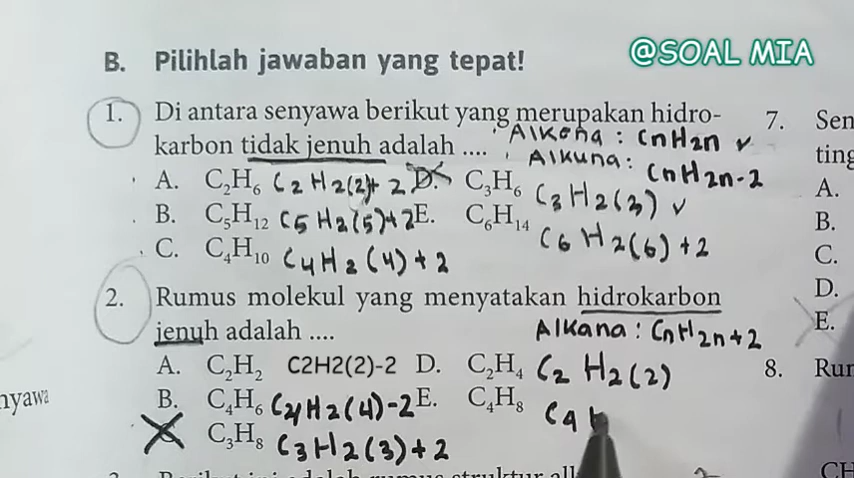 @SOAL MIA
B. Pilihlah jawaban yang tepat!
1. Di antara senyawa berikut yang merupakan hidro-
karbon tidak jenuh adalah ....
Alkena : CnH2n ✓
Alkuna : CnH2n-2
A. C₂H₆ C2H2(2)+2
D. C₃H₆ C3H2(3) ✓
B. C₅H₁₂ C5H2(5)+2
E. C₆H₁₄ C6H2(6)+2
C. C₄H₁₀ C4H2(4)+2
2. Rumus molekul yang menyatakan hidrokarbon
jenuh adalah ....
Alkana : CnH2n+2
A. C₂H₂ C2H2(2)-2
D. C₂H₄ C2H2(2)
B. C₄H₆ C4H2(4)-2
E. C₄H₈ C4
C₃H₈ C3H2(3)+2
7. Sen
ting
A.
B.
C.
D.
E.
8. Rur
CH
nyawa